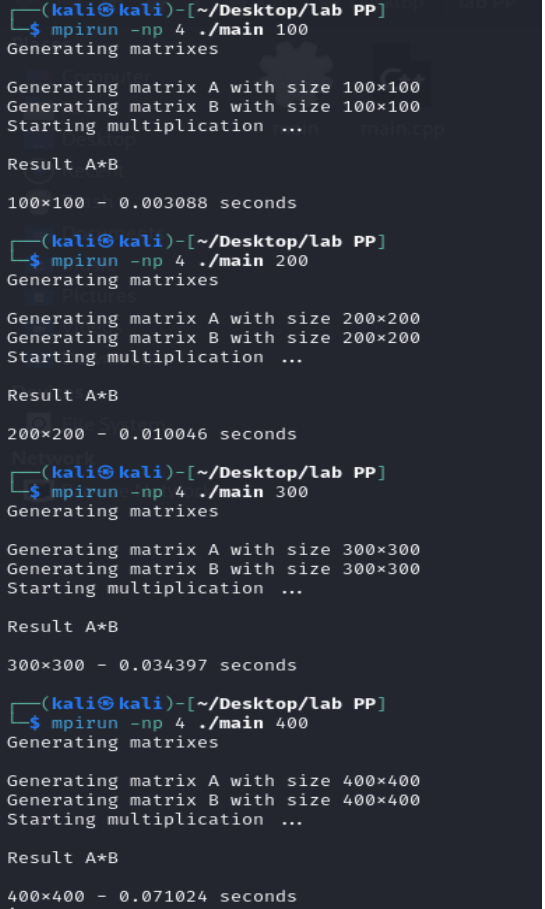 ┌──(kali㉿kali)-[~/Desktop/lab PP]
└─$ mpirun -np 4 ./main 100
Generating matrixes
Generating matrix A with size 100×100
Generating matrix B with size 100×100
Starting multiplication ...
Result A*B
100×100 - 0.003088 seconds
┌──(kali㉿kali)-[~/Desktop/lab PP]
└─$ mpirun -np 4 ./main 200
Generating matrixes
Generating matrix A with size 200×200
Generating matrix B with size 200×200
Starting multiplication ...
Result A*B
200×200 - 0.010046 seconds
┌──(kali㉿kali)-[~/Desktop/lab PP]
└─$ mpirun -np 4 ./main 300
Generating matrixes
Generating matrix A with size 300×300
Generating matrix B with size 300×300
Starting multiplication ...
Result A*B
300×300 - 0.034397 seconds
┌──(kali㉿kali)-[~/Desktop/lab PP]
└─$ mpirun -np 4 ./main 400
Generating matrixes
Generating matrix A with size 400×400
Generating matrix B with size 400×400
Starting multiplication ...
Result A*B
400×400 - 0.071024 seconds